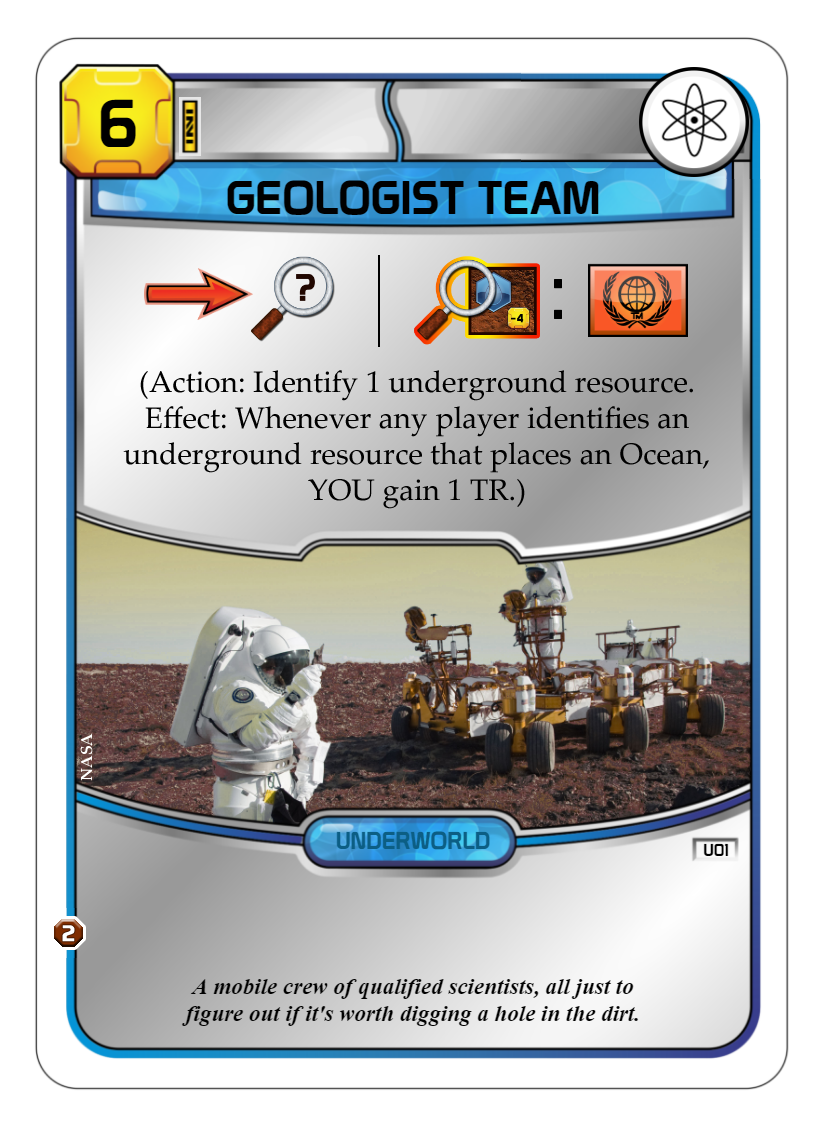 6
INI
GEOLOGIST TEAM
?
-4
:
TM
(Action: Identify 1 underground resource.
Effect: Whenever any player identifies an
underground resource that places an Ocean,
YOU gain 1 TR.)
NASA
UNDERWORLD
U01
2
A mobile crew of qualified scientists, all just to
figure out if it's worth digging a hole in the dirt.